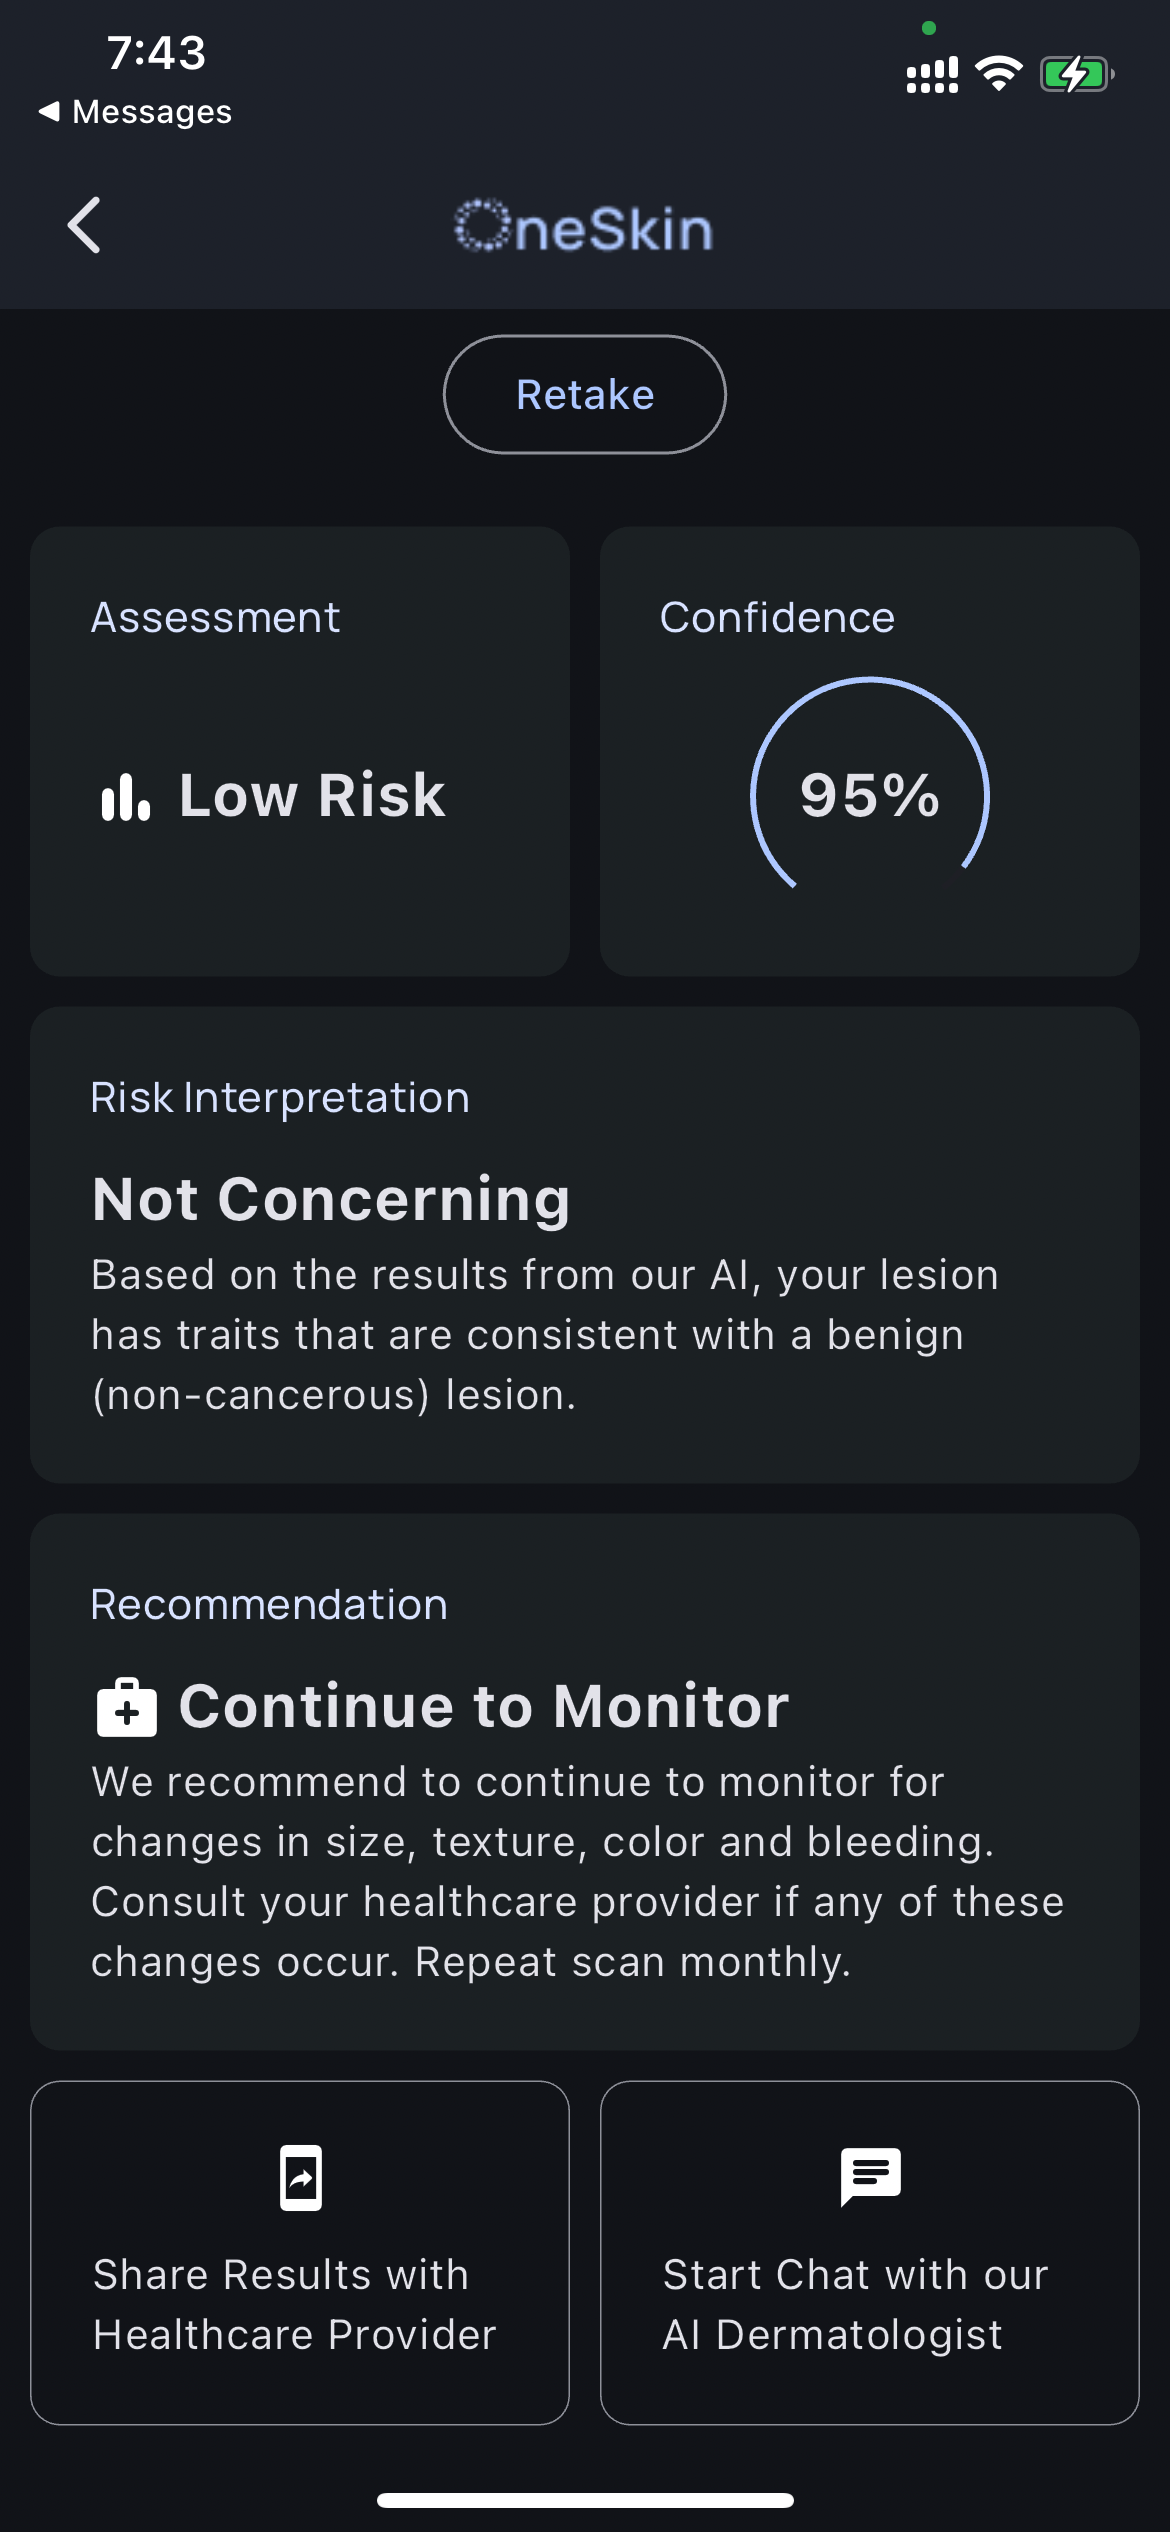 7:43
Messages
OneSkin
Retake
Assessment
Low Risk
Confidence
95%
Risk Interpretation
Not Concerning
Based on the results from our AI, your lesion
has traits that are consistent with a benign
(non-cancerous) lesion.
Recommendation
Continue to Monitor
We recommend to continue to monitor for
changes in size, texture, color and bleeding.
Consult your healthcare provider if any of these
changes occur. Repeat scan monthly.
Share Results with
Healthcare Provider
Start Chat with our
AI Dermatologist